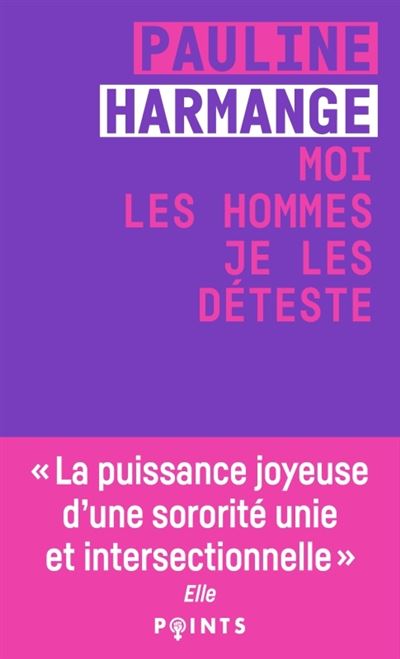 PAULINE
HARMANGE
MOI
LES HOMMES
JE LES
DÉTESTE
« La puissance joyeuse
d’une sororité unie
et intersectionnelle »
Elle
POINTS